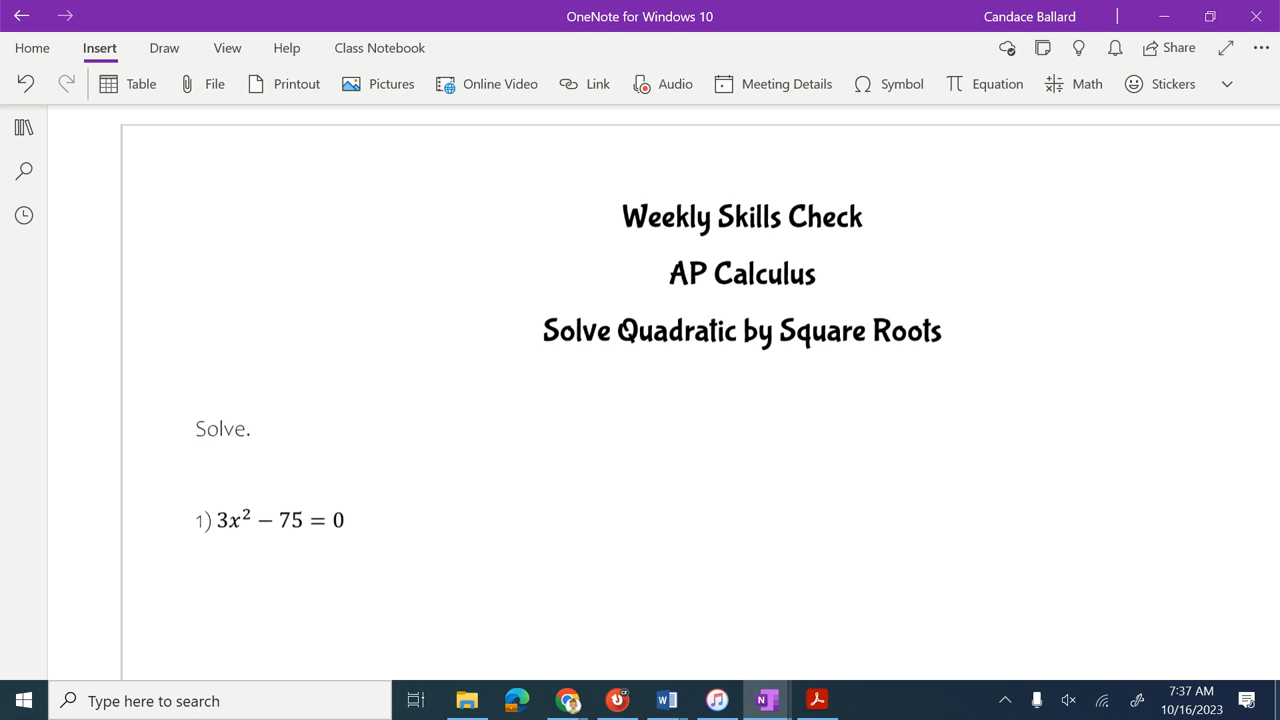 OneNote for Windows 10
Candace Ballard
Home Insert Draw View Help Class Notebook Share
Table File Printout Pictures Online Video Link Audio Meeting Details Symbol Equation Math Stickers
Weekly Skills Check
AP Calculus
Solve Quadratic by Square Roots
Solve.
1) 3x² − 75 = 0
Type here to search
7:37 AM
10/16/2023